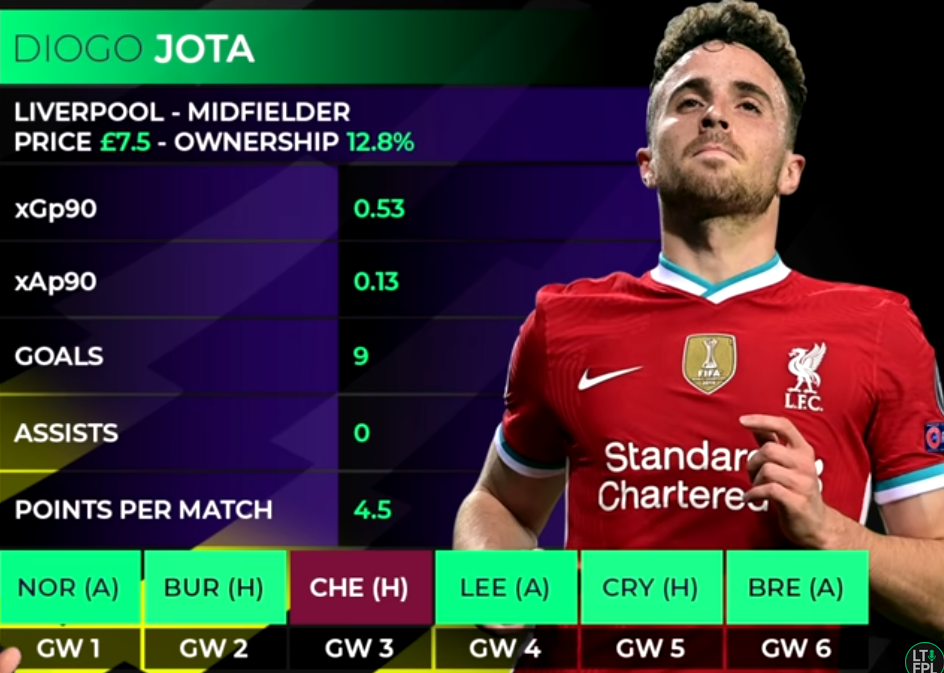 DIOGO JOTA
LIVERPOOL - MIDFIELDER
PRICE £7.5 - OWNERSHIP 12.8%
xGp90 0.53
xAp90 0.13
GOALS 9
ASSISTS 0
POINTS PER MATCH 4.5
FIFA
L.F.C.
Standard
Chartered
NOR (A) BUR (H) CHE (H) LEE (A) CRY (H) BRE (A)
GW 1 GW 2 GW 3 GW 4 GW 5 GW 6
LT
FPL